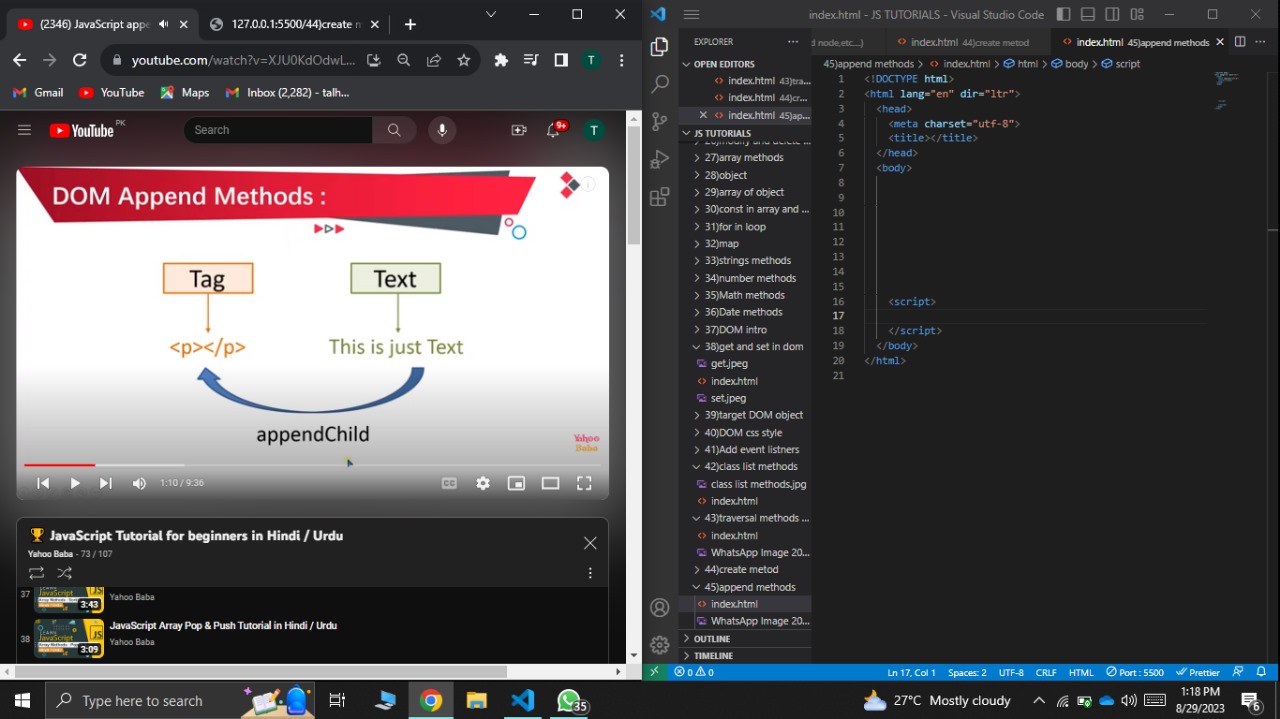 (2346) JavaScript appe
127.0.0.1:5500/44)create m
youtube.com/watch?v=XJU0KdOdwL...
T
Gmail
YouTube
Maps
Inbox (2,282) - talh...
YouTube PK
Search
9+
T
DOM Append Methods :
Tag
Text
<p></p>
This is just Text
appendChild
Yahoo
Baba
1:10 / 9:36
JavaScript Tutorial for beginners in Hindi / Urdu
Yahoo Baba - 73 / 107
37
3:43
Yahoo Baba
38
JavaScript
3:09
JavaScript Array Pop & Push Tutorial in Hindi / Urdu
Yahoo Baba
index.html - JS TUTORIALS - Visual Studio Code
EXPLORER
OPEN EDITORS
index.html 43)tra...
index.html 44)cr...
index.html 45)ap...
JS TUTORIALS
27)array methods
28)object
29)array of object
30)const in array and ...
31)for in loop
32)map
33)strings methods
34)number methods
35)Math methods
36)Date methods
37)DOM intro
38)get and set in dom
get.jpeg
index.html
set.jpeg
39)target DOM object
40)DOM css style
41)Add event listners
42)class list methods
class list methods.jpg
index.html
43)traversal methods ...
index.html
WhatsApp Image 20...
44)create metod
45)append methods
index.html
WhatsApp Image 20...
OUTLINE
TIMELINE
d node,etc...)
index.html 44)create metod
index.html 45)append methods
45)append methods > index.html > html > body > script
1 <!DOCTYPE html>
2 <html lang="en" dir="ltr">
3 <head>
4 <meta charset="utf-8">
5 <title></title>
6 </head>
7 <body>
8
9
10
11
12
13
14
15
16 <script>
17
18 </script>
19 </body>
20 </html>
21
0 0
Ln 17, Col 1
Spaces: 2
UTF-8
CRLF
HTML
Port : 5500
Prettier
Type here to search
35
27°C Mostly cloudy
1:18 PM
8/29/2023
6